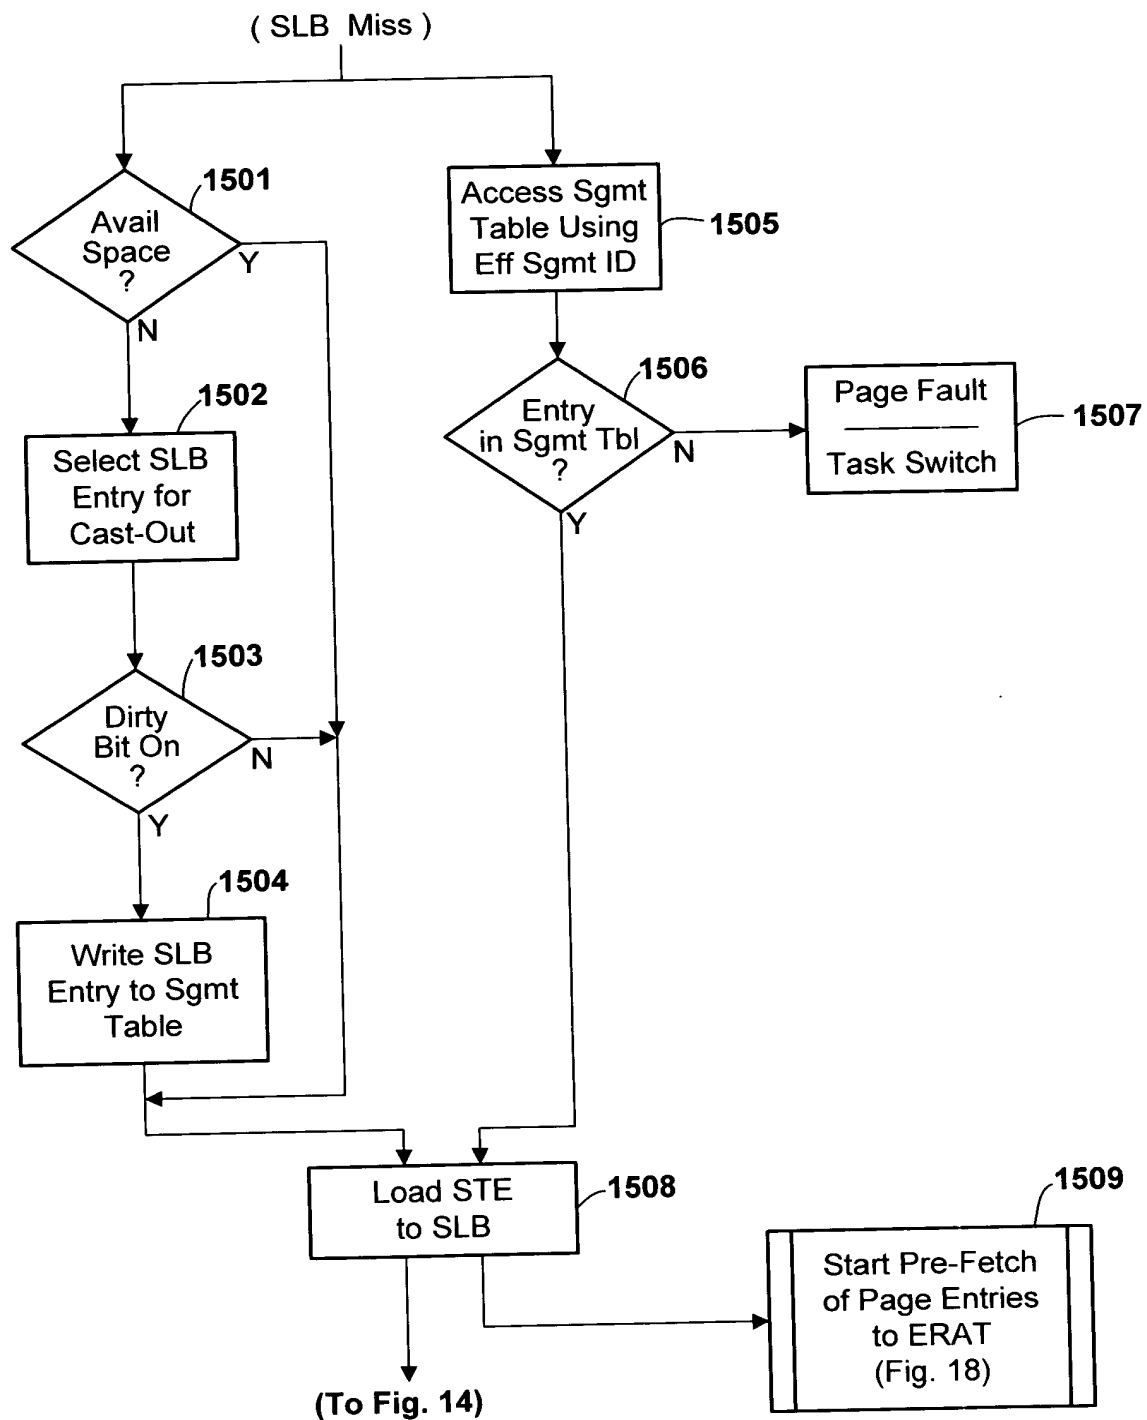 ( SLB Miss )
1501
Avail
Space
?
Y
N
1502
Select SLB
Entry for
Cast-Out
1503
Dirty
Bit On
?
N
Y
1504
Write SLB
Entry to Sgmt
Table
Access Sgmt
Table Using
Eff Sgmt ID
1505
1506
Entry
in Sgmt Tbl
?
N
Y
Page Fault
Task Switch
1507
Load STE
to SLB
1508
1509
Start Pre-Fetch
of Page Entries
to ERAT
(Fig. 18)
(To Fig. 14)